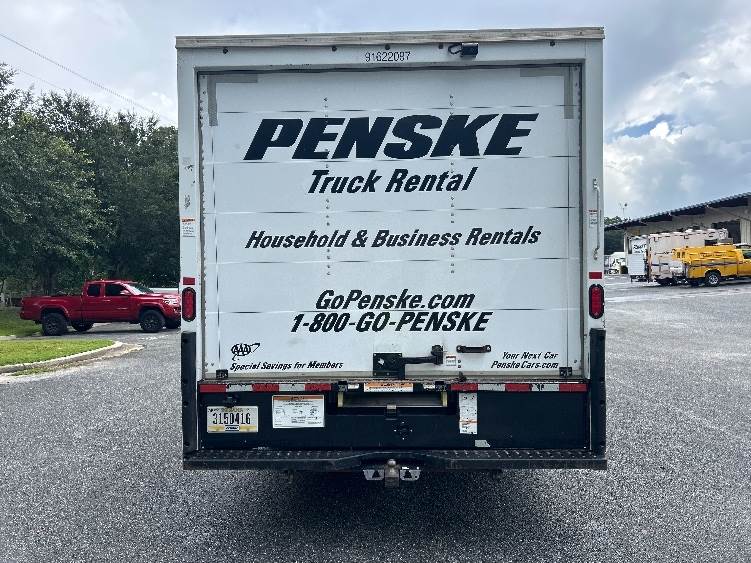 91622087
PENSKE
Truck Rental
Household & Business Rentals
GoPenske.com
1-800-GO-PENSKE
AAA
Special Savings for Members
Your Next Car
PenskeCars.com
3150416